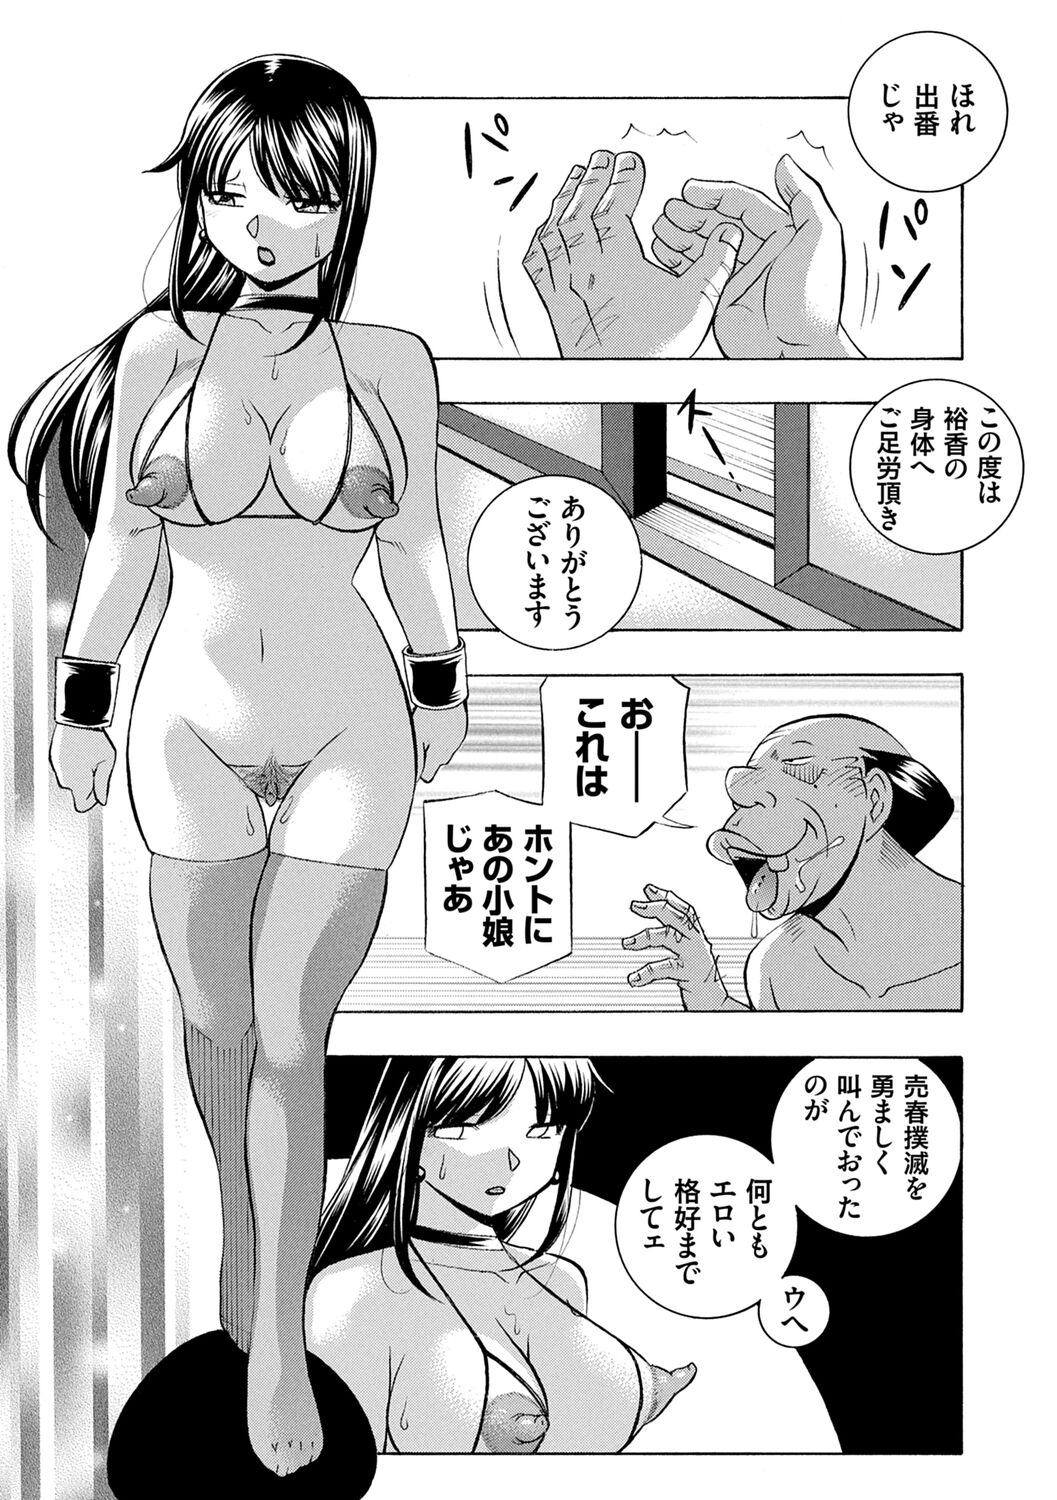 ほれ
出番
じゃ
パン
パン
この度は
裕香の
身体へ
ご足労頂き
ありがとう
ございます
お――
これは
ホントに
あの小娘
じゃあ
売春撲滅を
勇ましく
叫んでおった
のが
何とも
エロい
格好まで
してェ
ウヘ